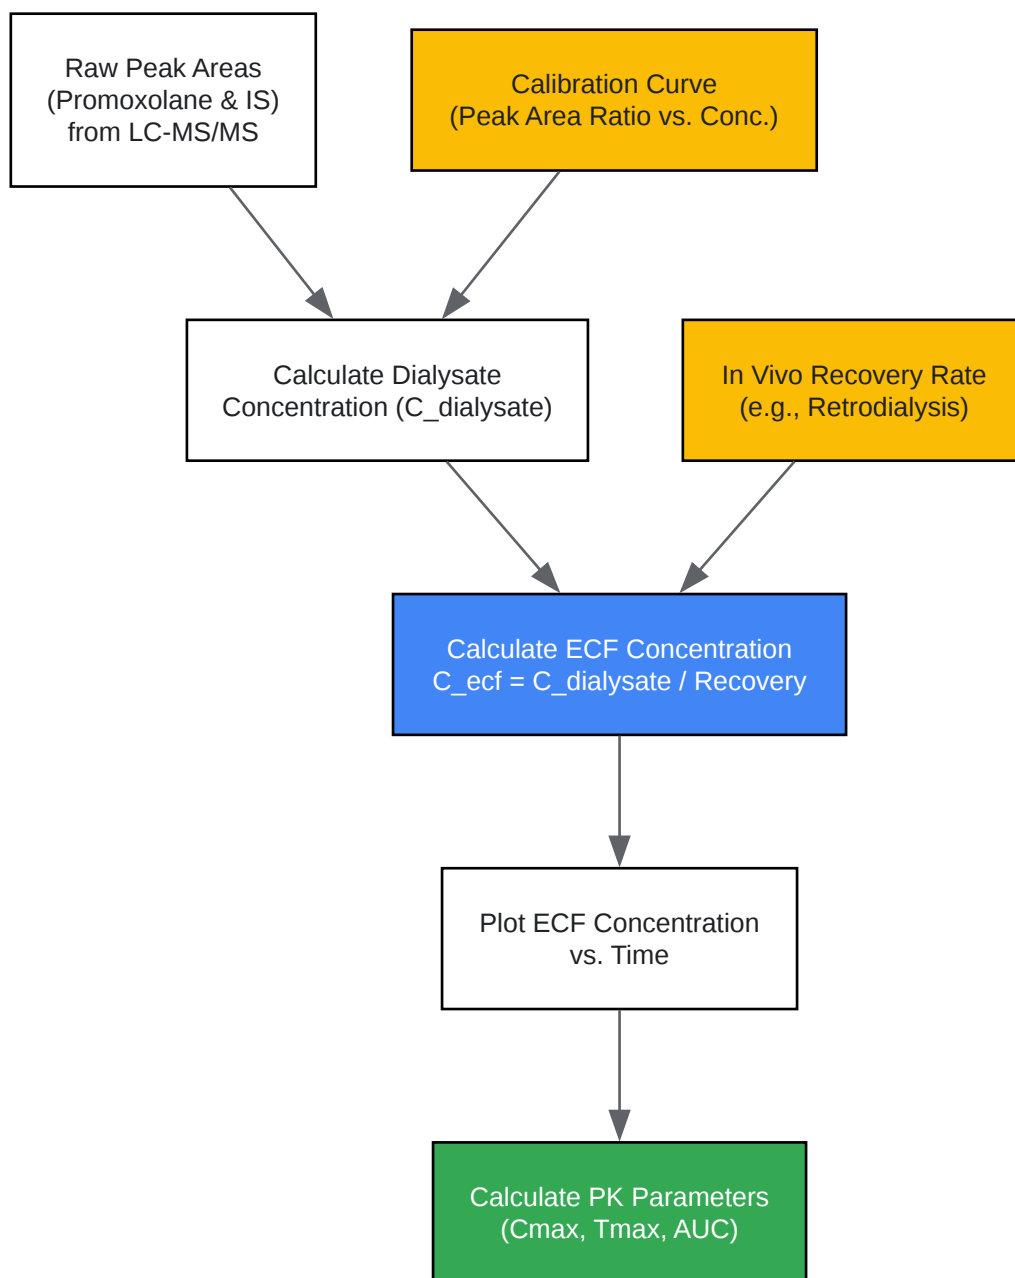 Raw Peak Areas
(Promoxolane & IS)
from LC-MS/MS
Calibration Curve
(Peak Area Ratio vs. Conc.)
Calculate Dialysate
Concentration (C_dialysate)
In Vivo Recovery Rate
(e.g., Retrodialysis)
Calculate ECF Concentration
C_ecf = C_dialysate / Recovery
Plot ECF Concentration
vs. Time
Calculate PK Parameters
(Cmax, Tmax, AUC)